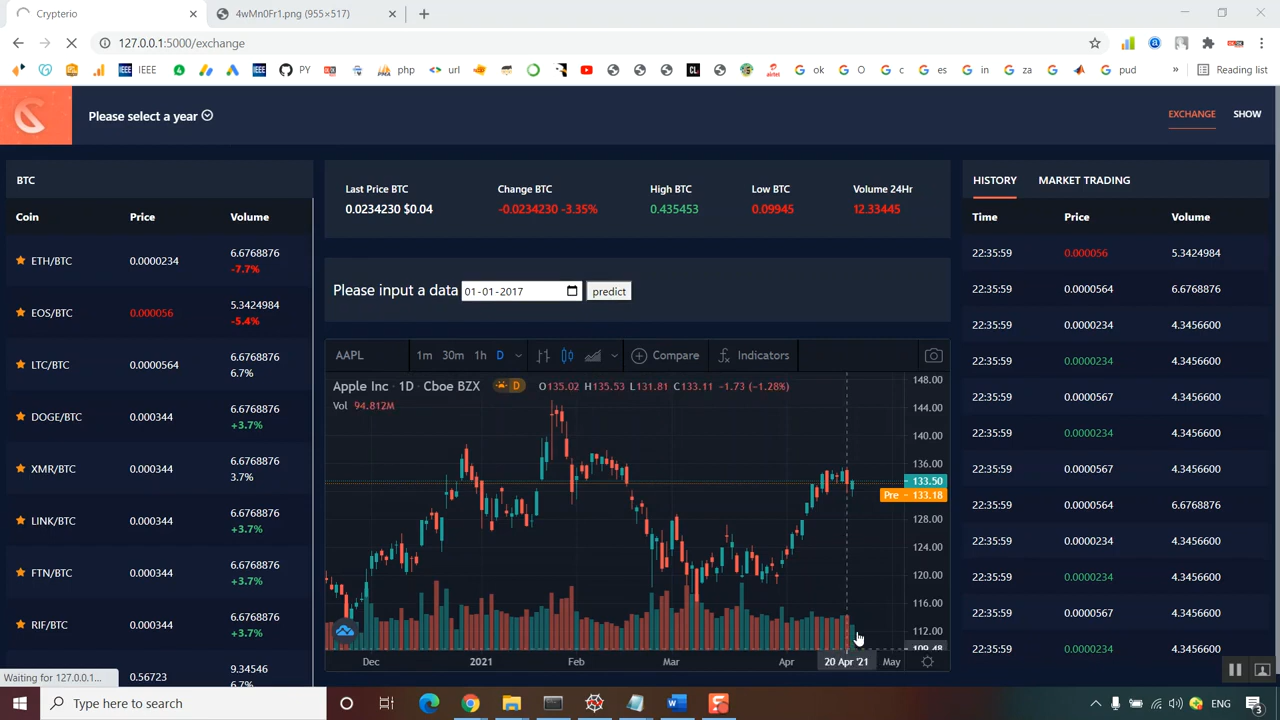 Crypterio
4wMn0Fr1.png (955×517)
127.0.0.1:5000/exchange
IEEE
IEEE
PY
php
url
ok
O
c
es
in
za
pud
Reading list
Please select a year
EXCHANGE
SHOW
BTC
Coin Price Volume
ETH/BTC 0.0000234 6.6768876
-7.7%
EOS/BTC 0.000056 5.3424984
-5.4%
LTC/BTC 0.0000564 6.6768876
6.7%
DOGE/BTC 0.000344 6.6768876
+3.7%
XMR/BTC 0.000344 6.6768876
3.7%
LINK/BTC 0.000344 6.6768876
+3.7%
FTN/BTC 0.000344 6.6768876
+3.7%
RIF/BTC 0.000344 6.6768876
+3.7%
0.56723 9.34546
6.7%
Waiting for 127.0.0.1...
Last Price BTC Change BTC High BTC Low BTC Volume 24Hr
0.0234230 $0.04 -0.0234230 -3.35% 0.435453 0.09945 12.33445
Please input a data 01-01-2017 predict
AAPL 1m 30m 1h D Compare Indicators
Apple Inc · 1D · Cboe BZX D O135.02 H135.53 L131.81 C133.11 -1.73 (-1.28%)
Vol 94.812M
148.00
144.00
140.00
136.00
133.50
Pre 133.18
128.00
124.00
120.00
116.00
112.00
109.48
Dec 2021 Feb Mar Apr 20 Apr '21 May
HISTORY MARKET TRADING
Time Price Volume
22:35:59 0.000056 5.3424984
22:35:59 0.0000564 6.6768876
22:35:59 0.0000234 4.3456600
22:35:59 0.0000234 4.3456600
22:35:59 0.0000567 4.3456600
22:35:59 0.0000234 4.3456600
22:35:59 0.0000567 4.3456600
22:35:59 0.0000564 6.6768876
22:35:59 0.0000234 4.3456600
22:35:59 0.0000234 4.3456600
22:35:59 0.0000567 4.3456600
22:35:59 0.0000234 4.3456600
Type here to search
ENG
3